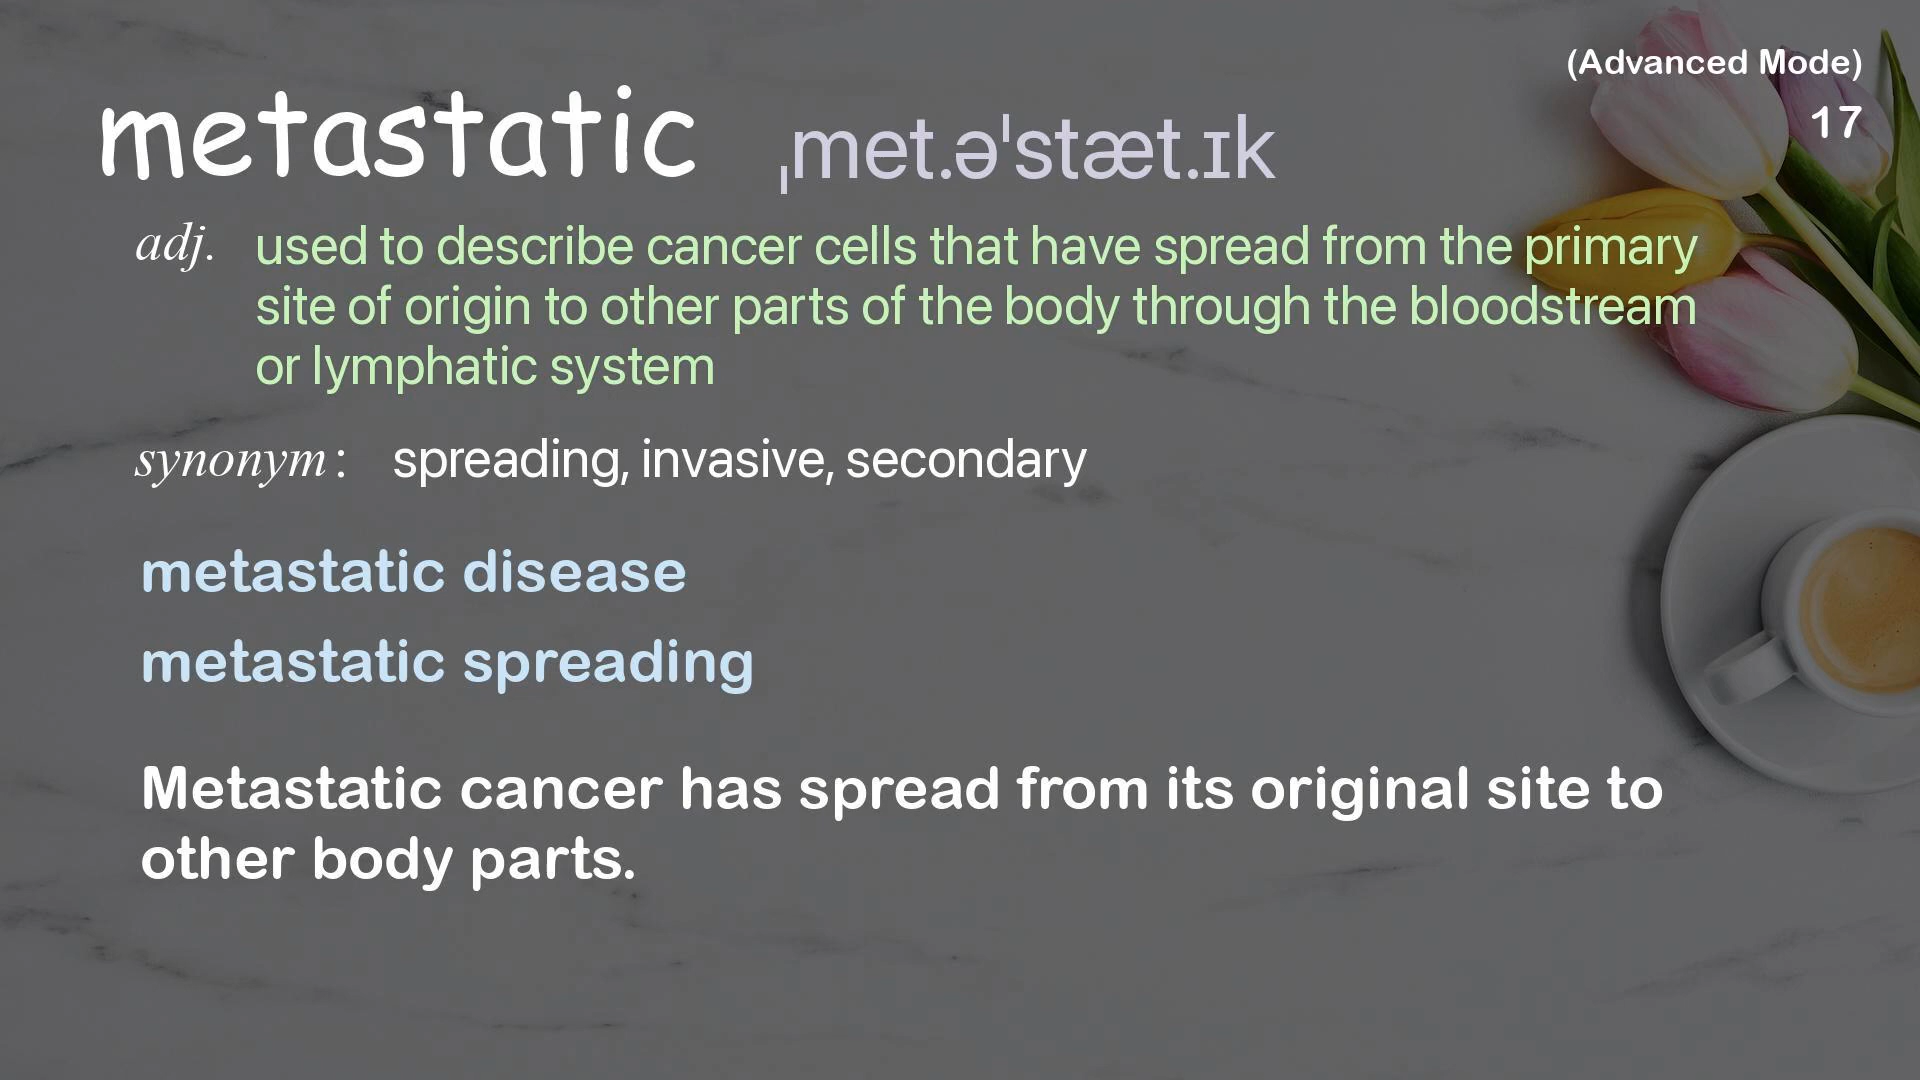 (Advanced Mode)
17
metastatic ˌmet.əˈstæt.ɪk
adj. used to describe cancer cells that have spread from the primary
site of origin to other parts of the body through the bloodstream
or lymphatic system
synonym: spreading, invasive, secondary
metastatic disease
metastatic spreading
Metastatic cancer has spread from its original site to
other body parts.